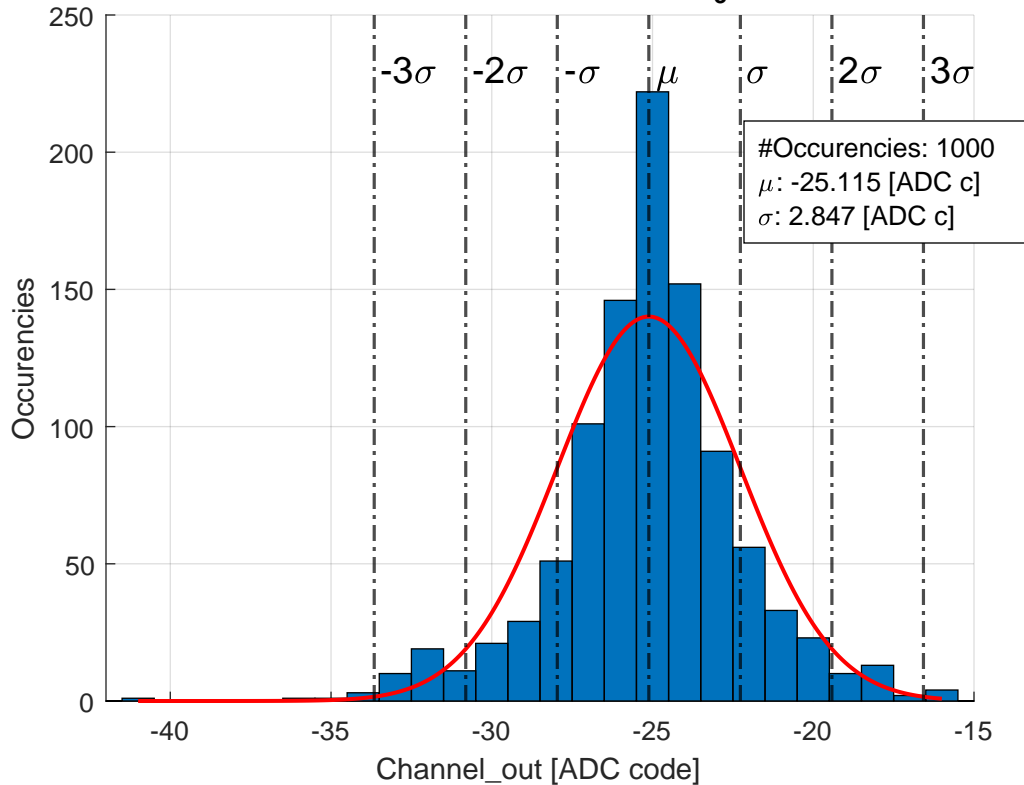 250
200
150
100
50
0
-3σ
-2σ
-σ
μ
σ
2σ
3σ
#Occurencies: 1000
μ: -25.115 [ADC c]
σ: 2.847 [ADC c]
Occurencies
-40
-35
-30
-25
-20
-15
Channel_out [ADC code]